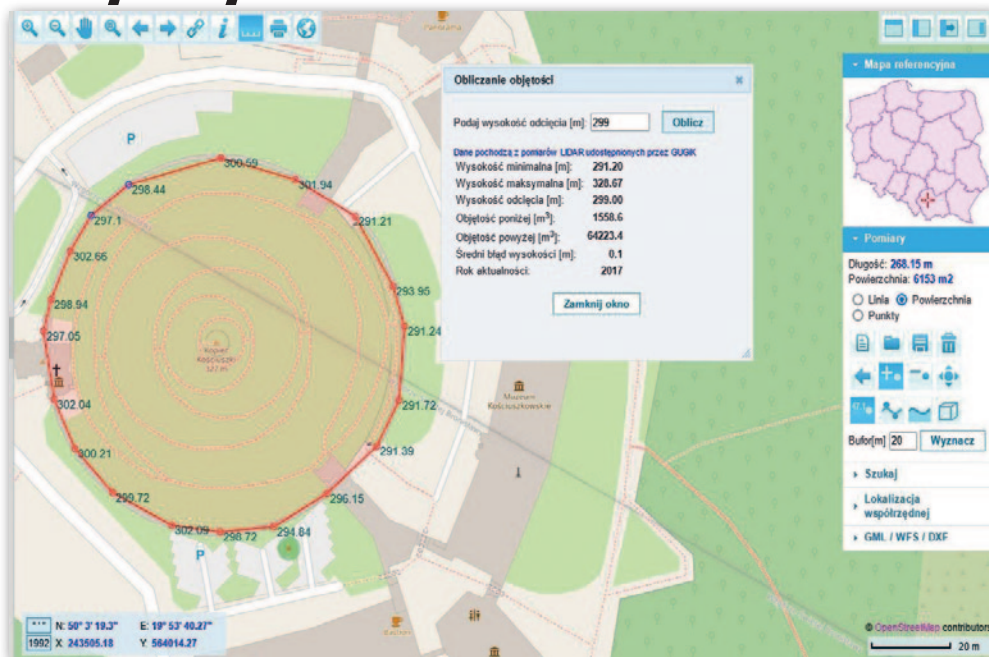 Panorama
Obliczanie objętości
Podaj wysokość odcięcia [m]: 299 Oblicz
Dane pochodzą z pomiarów LIDAR udostępnionych przez GUGIK
Wysokość minimalna [m]: 291.20
Wysokość maksymalna [m]: 328.67
Wysokość odcięcia [m]: 299.00
Objętość poniżej [m³]: 1558.6
Objętość powyżej [m³]: 64223.4
Średni błąd wysokości [m]: 0.1
Rok aktualności: 2017
Zamknij okno
Mapa referencyjna
Pomiary
Długość: 268.15 m
Powierzchnia: 6153 m2
Linia Powierzchnia
Punkty
Bufor[m] 20 Wyznacz
Szukaj
Lokalizacja
współrzędnej
GML / WFS / DXF
P
300.59
298.44
301.94
297.1
291.21
302.66
293.95
298.94
291.24
297.05
Kopiec
Kościuszki
302.04
291.72
Muzeum
Kościuszkowskie
300.21
291.39
299.72
296.15
302.09
298.72
294.84
P
N: 50° 3' 19.3" E: 19° 53' 40.27"
1992 X: 243505.18 Y: 564014.27
© OpenStreetMap contributors
20 m